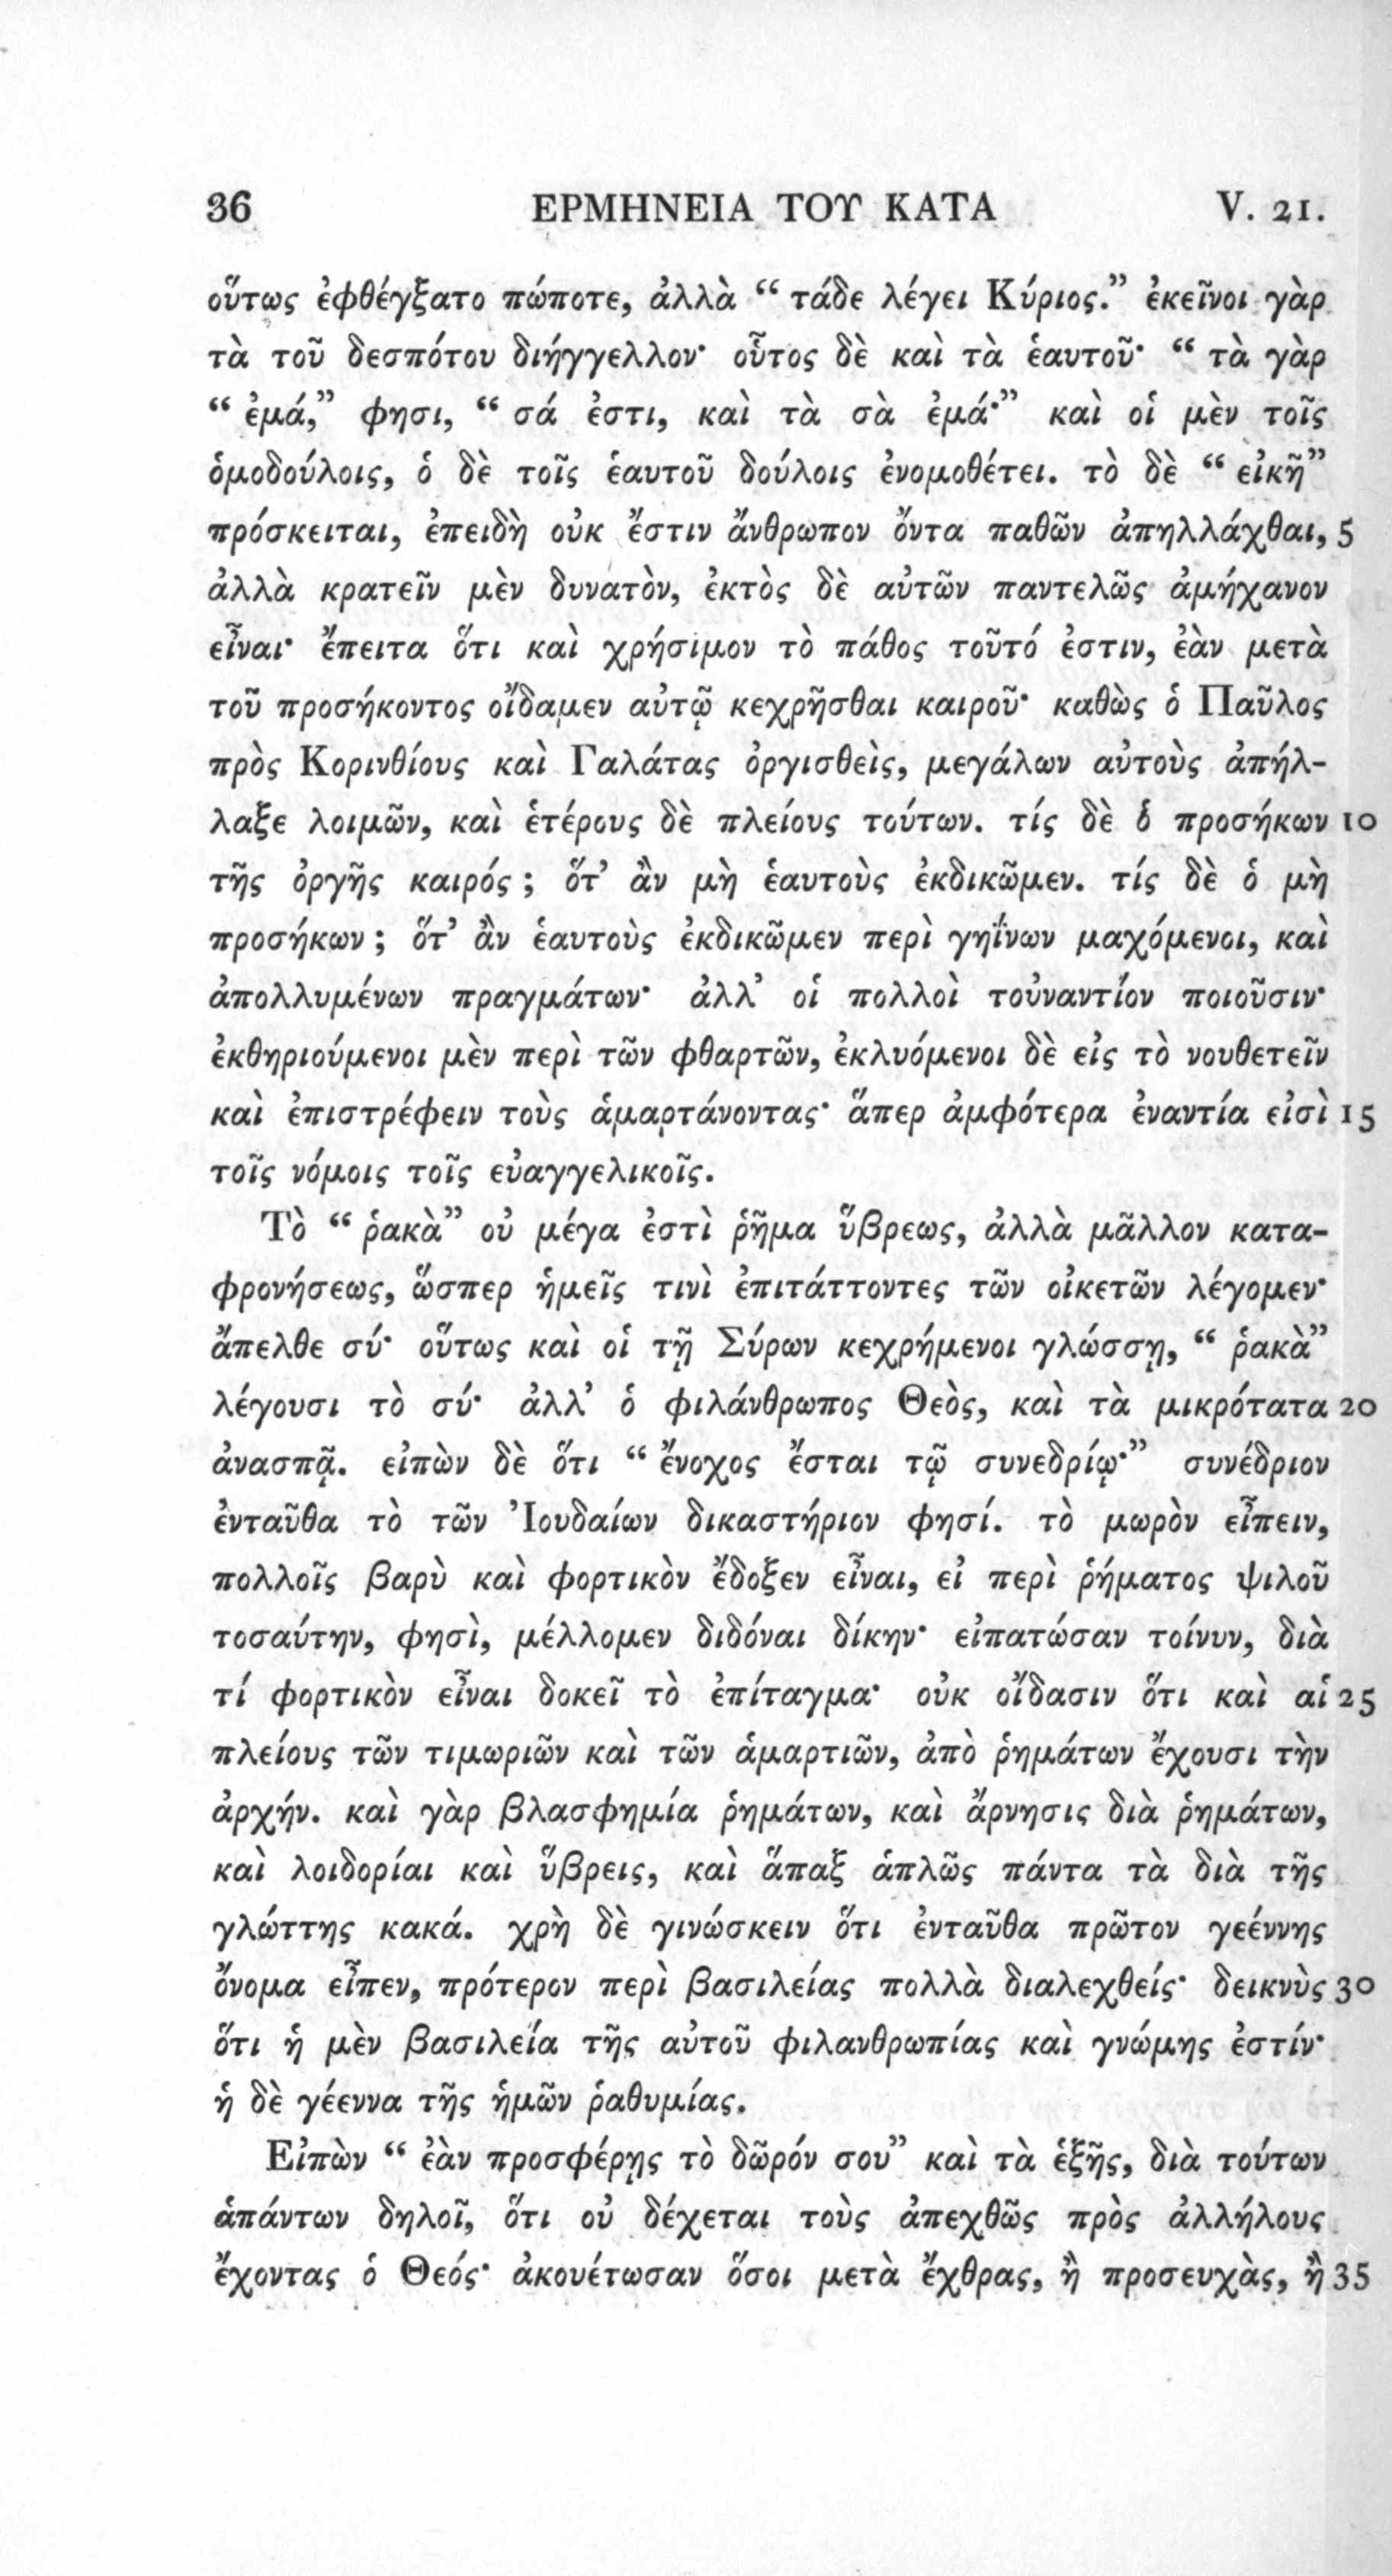 36 ΕΡΜΗΝΕΙΑ ΤΟΥ ΚΑΤΑ V. 21.
οὕτως ἐφθέγξατο πώποτε, ἀλλὰ “ τάδε λέγει Κύριος.” ἐκεῖνοι γὰρ
τὰ τοῦ δεσπότου διήγγελλον· οὗτος δὲ καὶ τὰ ἑαυτοῦ· “ τὰ γὰρ
“ ἐμά,” φησι, “ σά ἐστι, καὶ τὰ σὰ ἐμά·” καὶ οἱ μὲν τοῖς
ὁμοδούλοις, ὁ δὲ τοῖς ἑαυτοῦ δούλοις ἐνομοθέτει. τὸ δὲ “ εἰκῆ”
πρόσκειται, ἐπειδὴ οὐκ ἔστιν ἄνθρωπον ὄντα παθῶν ἀπηλλάχθαι, 5
ἀλλὰ κρατεῖν μὲν δυνατὸν, ἐκτὸς δὲ αὐτῶν παντελῶς ἀμήχανον
εἶναι· ἔπειτα ὅτι καὶ χρήσιμον τὸ πάθος τοῦτό ἐστιν, ἐὰν μετὰ
τοῦ προσήκοντος οἴδαμεν αὐτῷ κεχρῆσθαι καιροῦ· καθὼς ὁ Παῦλος
πρὸς Κορινθίους καὶ Γαλάτας ὀργισθεὶς, μεγάλων αὐτοὺς ἀπήλ-
λαξε λοιμῶν, καὶ ἑτέρους δὲ πλείους τούτων. τίς δὲ ὁ προσήκων 10
τῆς ὀργῆς καιρός ; ὅτ’ ἂν μὴ ἑαυτοὺς ἐκδικῶμεν. τίς δὲ ὁ μὴ
προσήκων ; ὅτ’ ἂν ἑαυτοὺς ἐκδικῶμεν περὶ γηΐνων μαχόμενοι, καὶ
ἀπολλυμένων πραγμάτων· ἀλλ’ οἱ πολλοὶ τοὐναντίον ποιοῦσιν·
ἐκθηριούμενοι μὲν περὶ τῶν φθαρτῶν, ἐκλυόμενοι δὲ εἰς τὸ νουθετεῖν
καὶ ἐπιστρέφειν τοὺς ἁμαρτάνοντας· ἅπερ ἀμφότερα ἐναντία εἰσὶ 15
τοῖς νόμοις τοῖς εὐαγγελικοῖς.
Τὸ “ ῥακὰ” οὐ μέγα ἐστὶ ῥῆμα ὕβρεως, ἀλλὰ μᾶλλον κατα-
φρονήσεως, ὥσπερ ἡμεῖς τινὶ ἐπιτάττοντες τῶν οἰκετῶν λέγομεν·
ἄπελθε σύ· οὕτως καὶ οἱ τῇ Σύρων κεχρήμενοι γλώσσῃ, “ ῥακὰ”
λέγουσι τὸ σύ· ἀλλ’ ὁ φιλάνθρωπος Θεὸς, καὶ τὰ μικρότατα 20
ἀνασπᾷ. εἰπὼν δὲ ὅτι “ ἔνοχος ἔσται τῷ συνεδρίῳ·” συνέδριον
ἐνταῦθα τὸ τῶν Ἰουδαίων δικαστήριον φησί. τὸ μωρὸν εἶπειν,
πολλοῖς βαρὺ καὶ φορτικὸν ἔδοξεν εἶναι, εἰ περὶ ῥήματος ψιλοῦ
τοσαύτην, φησὶ, μέλλομεν διδόναι δίκην· εἰπατώσαν τοίνυν, διὰ
τί φορτικὸν εἶναι δοκεῖ τὸ ἐπίταγμα· οὐκ οἴδασιν ὅτι καὶ αἱ 25
πλείους τῶν τιμωριῶν καὶ τῶν ἁμαρτιῶν, ἀπὸ ῥημάτων ἔχουσι τὴν
ἀρχήν. καὶ γὰρ βλασφημία ῥημάτων, καὶ ἄρνησις διὰ ῥημάτων,
καὶ λοιδορίαι καὶ ὕβρεις, καὶ ἅπαξ ἁπλῶς πάντα τὰ διὰ τῆς
γλώττης κακά. χρὴ δὲ γινώσκειν ὅτι ἐνταῦθα πρῶτον γεέννης
ὄνομα εἶπεν, πρότερον περὶ βασιλείας πολλὰ διαλεχθείς· δεικνὺς 30
ὅτι ἡ μὲν βασιλεία τῆς αὐτοῦ φιλανθρωπίας καὶ γνώμης ἐστίν·
ἡ δὲ γέεννα τῆς ἡμῶν ῥαθυμίας.
Εἰπὼν “ ἐὰν προσφέρῃς τὸ δῶρόν σου” καὶ τὰ ἑξῆς, διὰ τούτων
ἁπάντων δηλοῖ, ὅτι οὐ δέχεται τοὺς ἀπεχθῶς πρὸς ἀλλήλους
ἔχοντας ὁ Θεός· ἀκουέτωσαν ὅσοι μετὰ ἔχθρας, ἢ προσευχὰς, ἢ 35